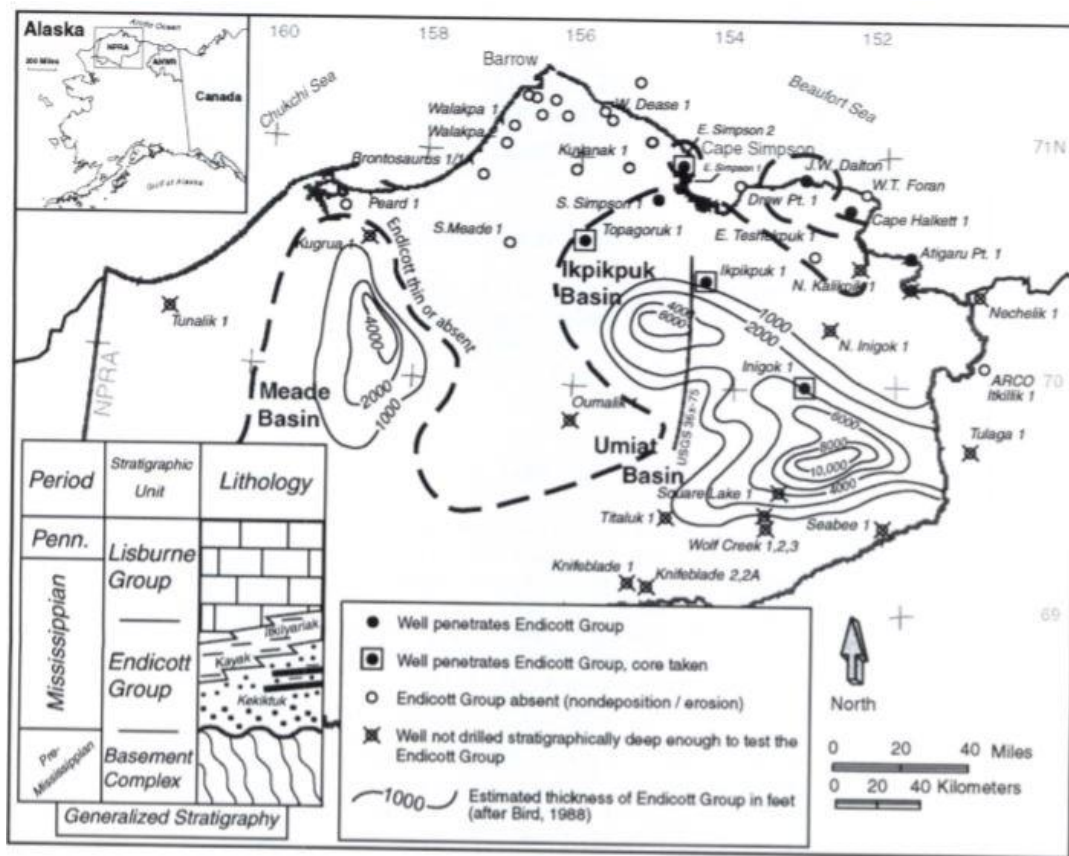 Alaska
Arctic Ocean
NPRA
ANWR
200 Miles
Canada
Gulf of Alaska
160
158
156
154
152
Barrow
Chukchi Sea
Beaufort Sea
71N
Walakpa 1
Walakpa 2
W. Dease 1
E. Simpson 2
Cape Simpson
E. Simpson 1
J.W. Dalton
Brontosaurus 1/1A
Kuyanak 1
Drew Pt. 1
W.T. Foran
Peard 1
S. Simpson 1
Cape Halkett 1
S.Meade 1
Topagoruk 1
E. Teshekpuk 1
Atigaru Pt. 1
Kugrua 1
Endicott thin or absent
Ikpikpuk
Basin
Ikpikpuk 1
N. Kalikpik 1
Tunalik 1
Nechelik 1
4000
6000
1000
2000
N. Inigok 1
4000
NPRA
Inigok 1
70
ARCO
Itkillik 1
2000
1000
Meade
Basin
Oumalik 1
USGS 36x-75
6000
8000
10,000
4000
Tulaga 1
Umiat
Basin
Square Lake 1
Titaluk 1
Seabee 1
Wolf Creek 1,2,3
Knifeblade 1
Knifeblade 2,2A
69
Period
Stratigraphic
Unit
Lithology
Penn.
Lisburne
Group
Mississippian
Endicott
Group
Itkilyariak
Kayak
Kekiktuk
Pre-
Mississippian
Basement
Complex
Generalized Stratigraphy
Well penetrates Endicott Group
Well penetrates Endicott Group, core taken
Endicott Group absent (nondeposition / erosion)
Well not drilled stratigraphically deep enough to test the
Endicott Group
1000
Estimated thickness of Endicott Group in feet
(after Bird, 1988)
North
0 20 40 Miles
0 20 40 Kilometers